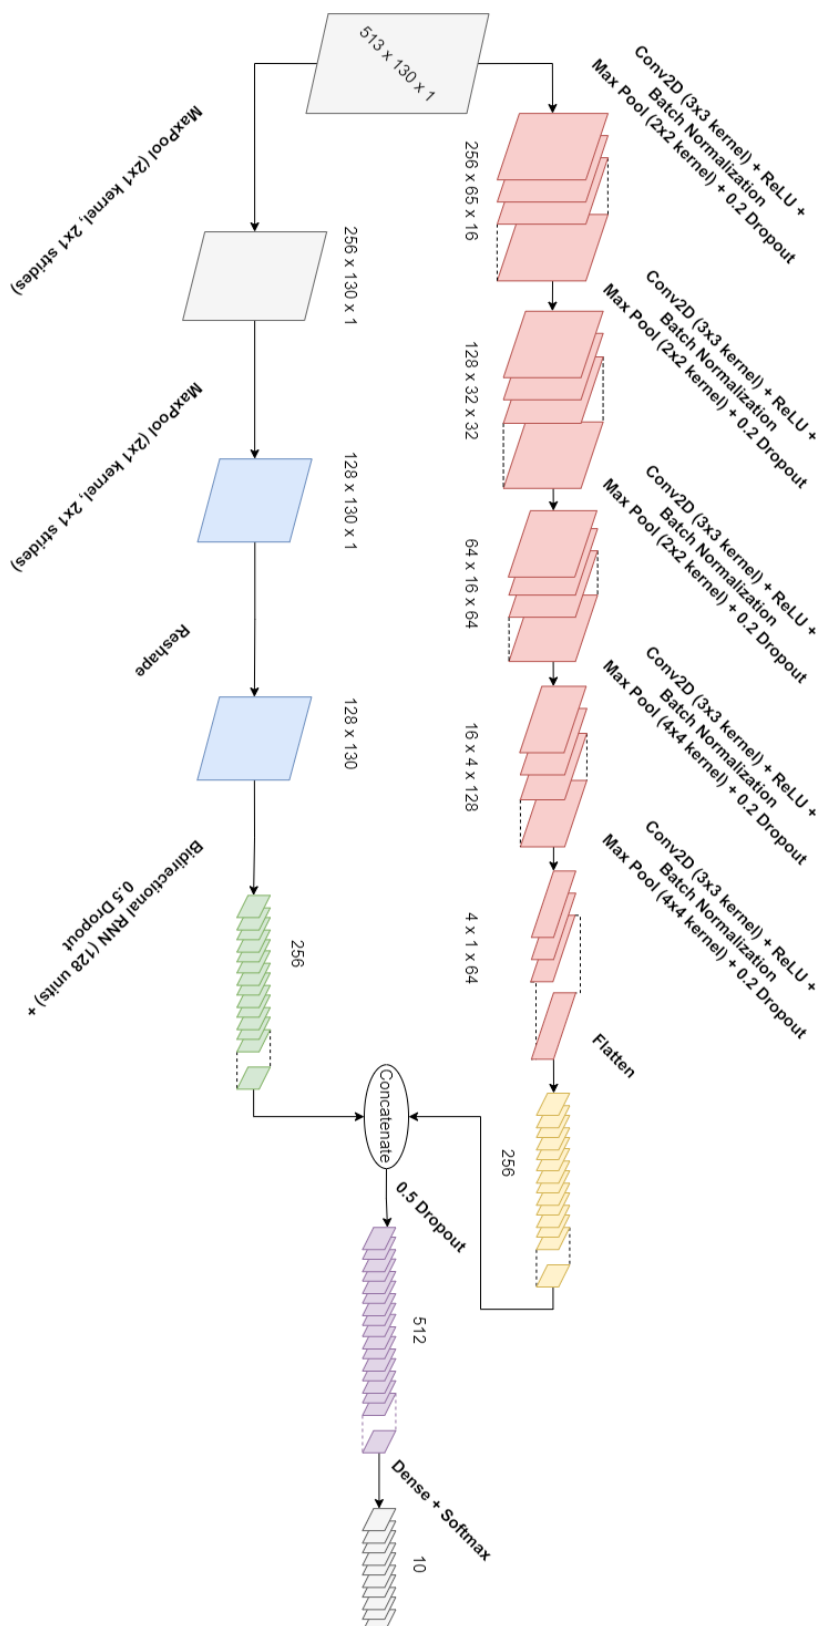 513 x 130 x 1
Conv2D (3x3 kernel) + ReLU +
Batch Normalization
Max Pool (2x2 kernel) + 0.2 Dropout
256 x 65 x 16
Conv2D (3x3 kernel) + ReLU +
Batch Normalization
Max Pool (2x2 kernel) + 0.2 Dropout
128 x 32 x 32
Conv2D (3x3 kernel) + ReLU +
Batch Normalization
Max Pool (2x2 kernel) + 0.2 Dropout
64 x 16 x 64
Conv2D (3x3 kernel) + ReLU +
Batch Normalization
Max Pool (4x4 kernel) + 0.2 Dropout
16 x 4 x 128
Conv2D (3x3 kernel) + ReLU +
Batch Normalization
Max Pool (4x4 kernel) + 0.2 Dropout
4 x 1 x 64
Flatten
256
MaxPool (2x1 kernel, 2x1 strides)
256 x 130 x 1
MaxPool (2x1 kernel, 2x1 strides)
128 x 130 x 1
Reshape
128 x 130
Bidirectional RNN (128 units) +
0.5 Dropout
256
Concatenate
0.5 Dropout
512
Dense + Softmax
10